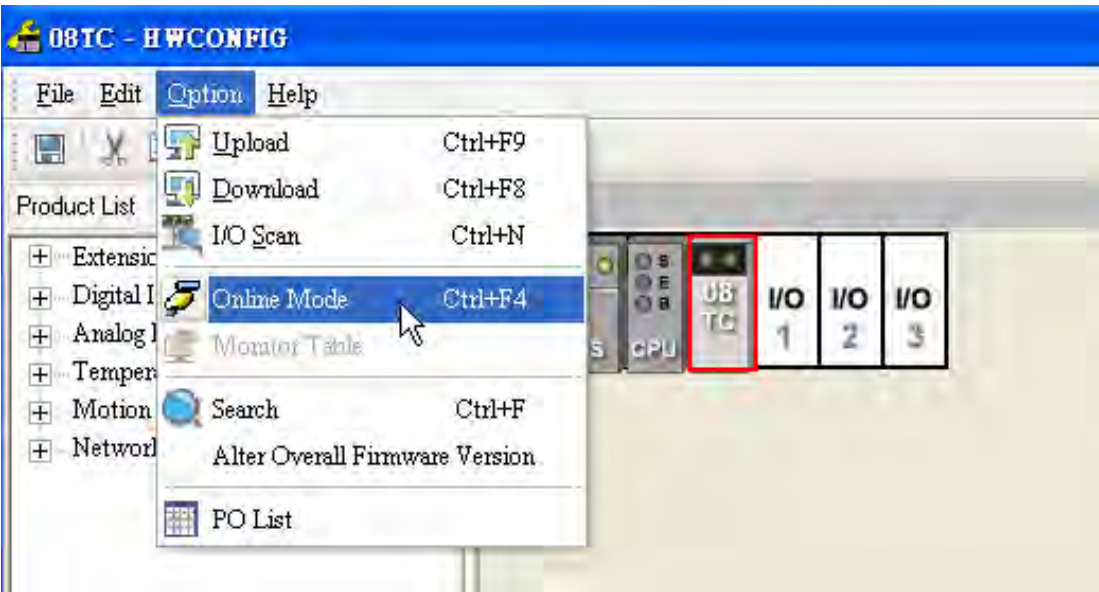 08TC - HWCONFIG
File Edit Option Help
Upload Ctrl+F9
Download Ctrl+F8
I/O Scan Ctrl+N
Online Mode Ctrl+F4
Monitor Table
Search Ctrl+F
Alter Overall Firmware Version
PO List
Product List
Extensio
Digital I
Analog I
Temper
Motion
Network
S
CPU
S
E
B
08
TC
I/O
1
I/O
2
I/O
3